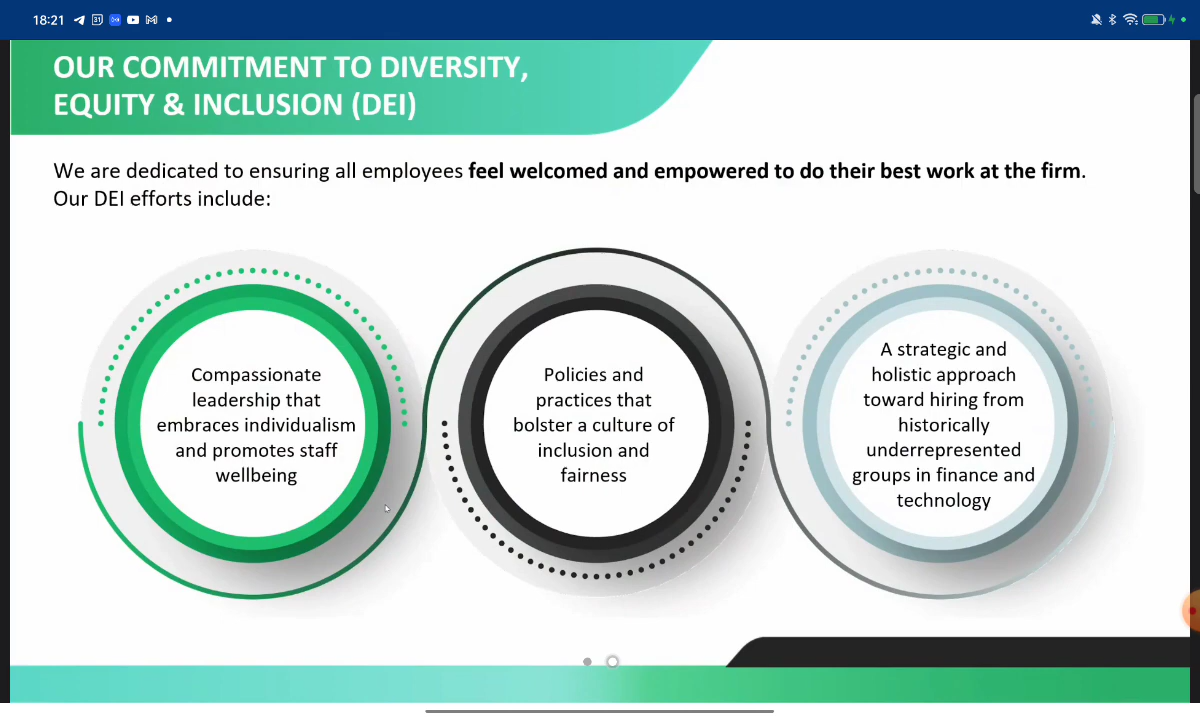 18:21
31
OUR COMMITMENT TO DIVERSITY,
EQUITY & INCLUSION (DEI)
We are dedicated to ensuring all employees feel welcomed and empowered to do their best work at the firm.
Our DEI efforts include:
Compassionate
leadership that
embraces individualism
and promotes staff
wellbeing
Policies and
practices that
bolster a culture of
inclusion and
fairness
A strategic and
holistic approach
toward hiring from
historically
underrepresented
groups in finance and
technology